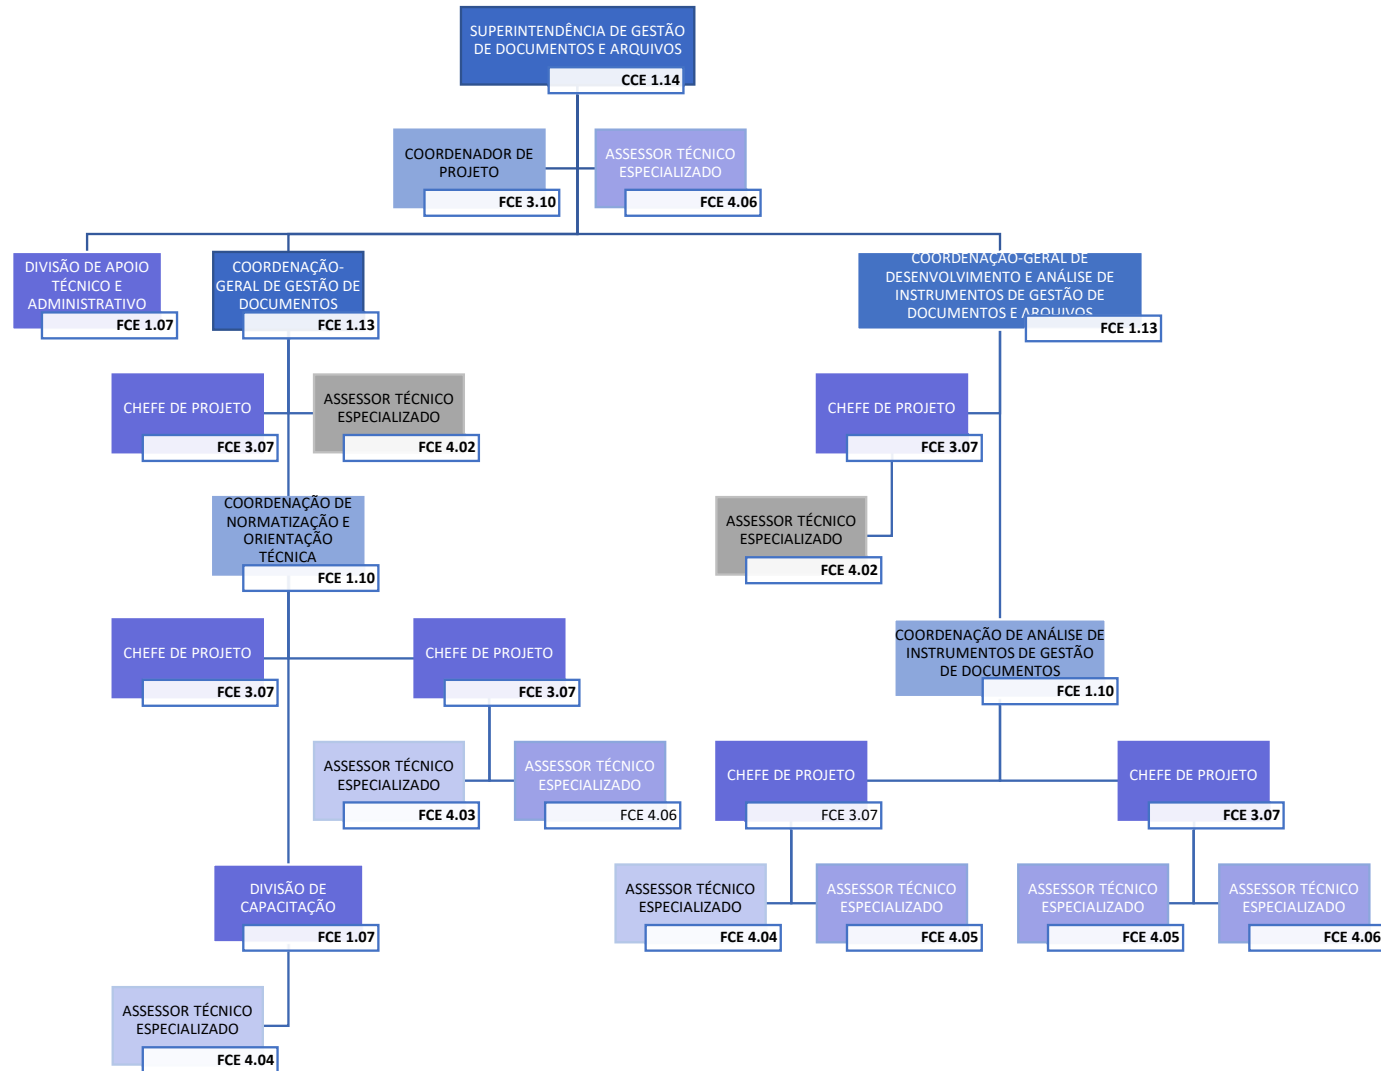 SUPERINTENDÊNCIA DE GESTÃO
DE DOCUMENTOS E ARQUIVOS
CCE 1.14
COORDENADOR DE
PROJETO
FCE 3.10
ASSESSOR TÉCNICO
ESPECIALIZADO
FCE 4.06
DIVISÃO DE APOIO
TÉCNICO E
ADMINISTRATIVO
FCE 1.07
COORDENAÇÃO-
GERAL DE GESTÃO DE
DOCUMENTOS
FCE 1.13
COORDENAÇÃO-GERAL DE
DESENVOLVIMENTO E ANÁLISE DE
INSTRUMENTOS DE GESTÃO DE
DOCUMENTOS E ARQUIVOS
FCE 1.13
CHEFE DE PROJETO
FCE 3.07
ASSESSOR TÉCNICO
ESPECIALIZADO
FCE 4.02
CHEFE DE PROJETO
FCE 3.07
COORDENAÇÃO DE
NORMATIZAÇÃO E
ORIENTAÇÃO
TÉCNICA
FCE 1.10
ASSESSOR TÉCNICO
ESPECIALIZADO
FCE 4.02
CHEFE DE PROJETO
FCE 3.07
CHEFE DE PROJETO
FCE 3.07
COORDENAÇÃO DE ANÁLISE DE
INSTRUMENTOS DE GESTÃO
DE DOCUMENTOS
FCE 1.10
ASSESSOR TÉCNICO
ESPECIALIZADO
FCE 4.03
ASSESSOR TÉCNICO
ESPECIALIZADO
FCE 4.06
CHEFE DE PROJETO
FCE 3.07
CHEFE DE PROJETO
FCE 3.07
DIVISÃO DE
CAPACITAÇÃO
FCE 1.07
ASSESSOR TÉCNICO
ESPECIALIZADO
FCE 4.04
ASSESSOR TÉCNICO
ESPECIALIZADO
FCE 4.05
ASSESSOR TÉCNICO
ESPECIALIZADO
FCE 4.05
ASSESSOR TÉCNICO
ESPECIALIZADO
FCE 4.06
ASSESSOR TÉCNICO
ESPECIALIZADO
FCE 4.04